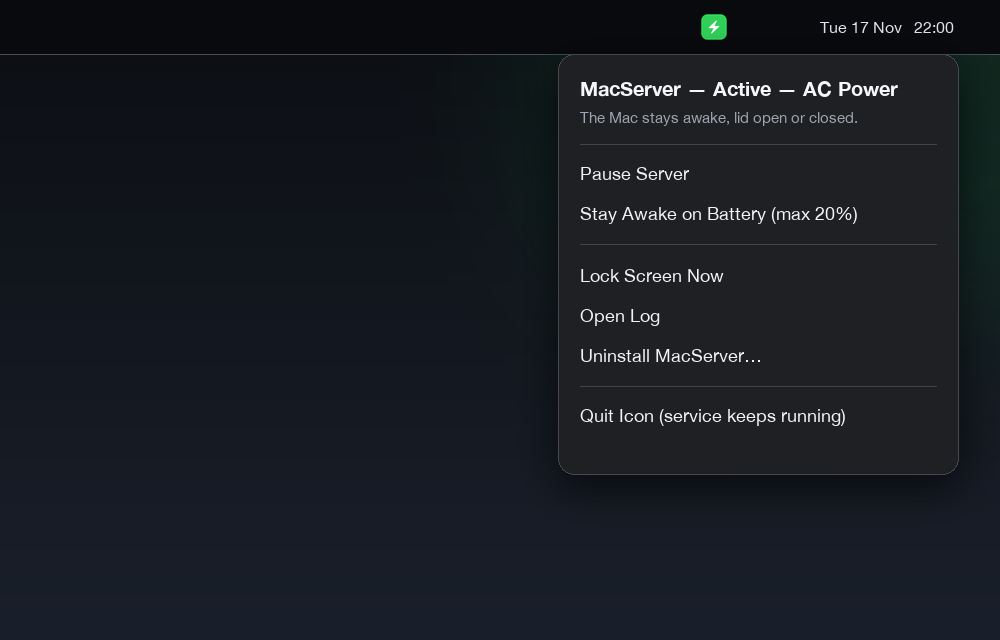 Tue 17 Nov 22:00
MacServer — Active — AC Power
The Mac stays awake, lid open or closed.
Pause Server
Stay Awake on Battery (max 20%)
Lock Screen Now
Open Log
Uninstall MacServer…
Quit Icon (service keeps running)